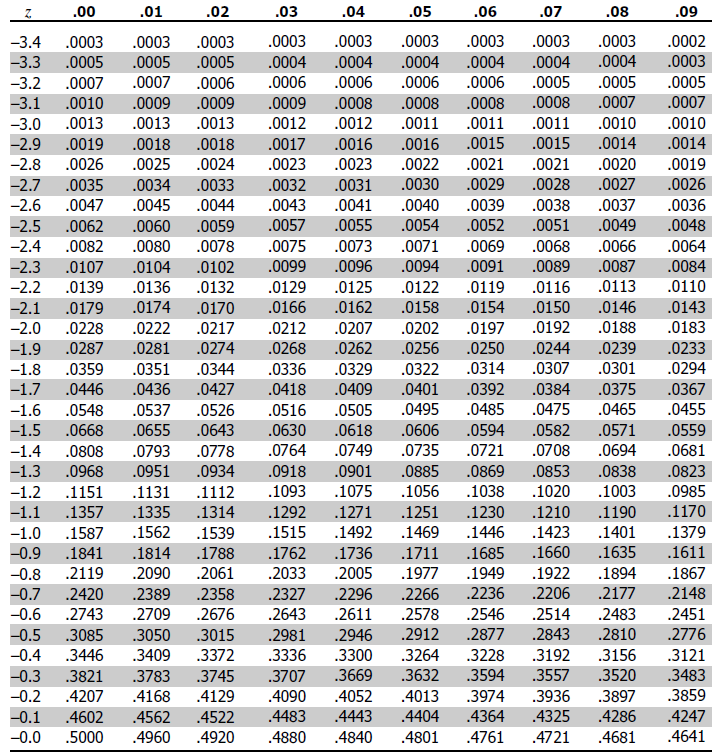 z .00 .01 .02 .03 .04 .05 .06 .07 .08 .09
–3.4 .0003 .0003 .0003 .0003 .0003 .0003 .0003 .0003 .0003 .0002
–3.3 .0005 .0005 .0005 .0004 .0004 .0004 .0004 .0004 .0004 .0003
–3.2 .0007 .0007 .0006 .0006 .0006 .0006 .0006 .0005 .0005 .0005
–3.1 .0010 .0009 .0009 .0009 .0008 .0008 .0008 .0008 .0007 .0007
–3.0 .0013 .0013 .0013 .0012 .0012 .0011 .0011 .0011 .0010 .0010
–2.9 .0019 .0018 .0018 .0017 .0016 .0016 .0015 .0015 .0014 .0014
–2.8 .0026 .0025 .0024 .0023 .0023 .0022 .0021 .0021 .0020 .0019
–2.7 .0035 .0034 .0033 .0032 .0031 .0030 .0029 .0028 .0027 .0026
–2.6 .0047 .0045 .0044 .0043 .0041 .0040 .0039 .0038 .0037 .0036
–2.5 .0062 .0060 .0059 .0057 .0055 .0054 .0052 .0051 .0049 .0048
–2.4 .0082 .0080 .0078 .0075 .0073 .0071 .0069 .0068 .0066 .0064
–2.3 .0107 .0104 .0102 .0099 .0096 .0094 .0091 .0089 .0087 .0084
–2.2 .0139 .0136 .0132 .0129 .0125 .0122 .0119 .0116 .0113 .0110
–2.1 .0179 .0174 .0170 .0166 .0162 .0158 .0154 .0150 .0146 .0143
–2.0 .0228 .0222 .0217 .0212 .0207 .0202 .0197 .0192 .0188 .0183
–1.9 .0287 .0281 .0274 .0268 .0262 .0256 .0250 .0244 .0239 .0233
–1.8 .0359 .0351 .0344 .0336 .0329 .0322 .0314 .0307 .0301 .0294
–1.7 .0446 .0436 .0427 .0418 .0409 .0401 .0392 .0384 .0375 .0367
–1.6 .0548 .0537 .0526 .0516 .0505 .0495 .0485 .0475 .0465 .0455
–1.5 .0668 .0655 .0643 .0630 .0618 .0606 .0594 .0582 .0571 .0559
–1.4 .0808 .0793 .0778 .0764 .0749 .0735 .0721 .0708 .0694 .0681
–1.3 .0968 .0951 .0934 .0918 .0901 .0885 .0869 .0853 .0838 .0823
–1.2 .1151 .1131 .1112 .1093 .1075 .1056 .1038 .1020 .1003 .0985
–1.1 .1357 .1335 .1314 .1292 .1271 .1251 .1230 .1210 .1190 .1170
–1.0 .1587 .1562 .1539 .1515 .1492 .1469 .1446 .1423 .1401 .1379
–0.9 .1841 .1814 .1788 .1762 .1736 .1711 .1685 .1660 .1635 .1611
–0.8 .2119 .2090 .2061 .2033 .2005 .1977 .1949 .1922 .1894 .1867
–0.7 .2420 .2389 .2358 .2327 .2296 .2266 .2236 .2206 .2177 .2148
–0.6 .2743 .2709 .2676 .2643 .2611 .2578 .2546 .2514 .2483 .2451
–0.5 .3085 .3050 .3015 .2981 .2946 .2912 .2877 .2843 .2810 .2776
–0.4 .3446 .3409 .3372 .3336 .3300 .3264 .3228 .3192 .3156 .3121
–0.3 .3821 .3783 .3745 .3707 .3669 .3632 .3594 .3557 .3520 .3483
–0.2 .4207 .4168 .4129 .4090 .4052 .4013 .3974 .3936 .3897 .3859
–0.1 .4602 .4562 .4522 .4483 .4443 .4404 .4364 .4325 .4286 .4247
–0.0 .5000 .4960 .4920 .4880 .4840 .4801 .4761 .4721 .4681 .4641